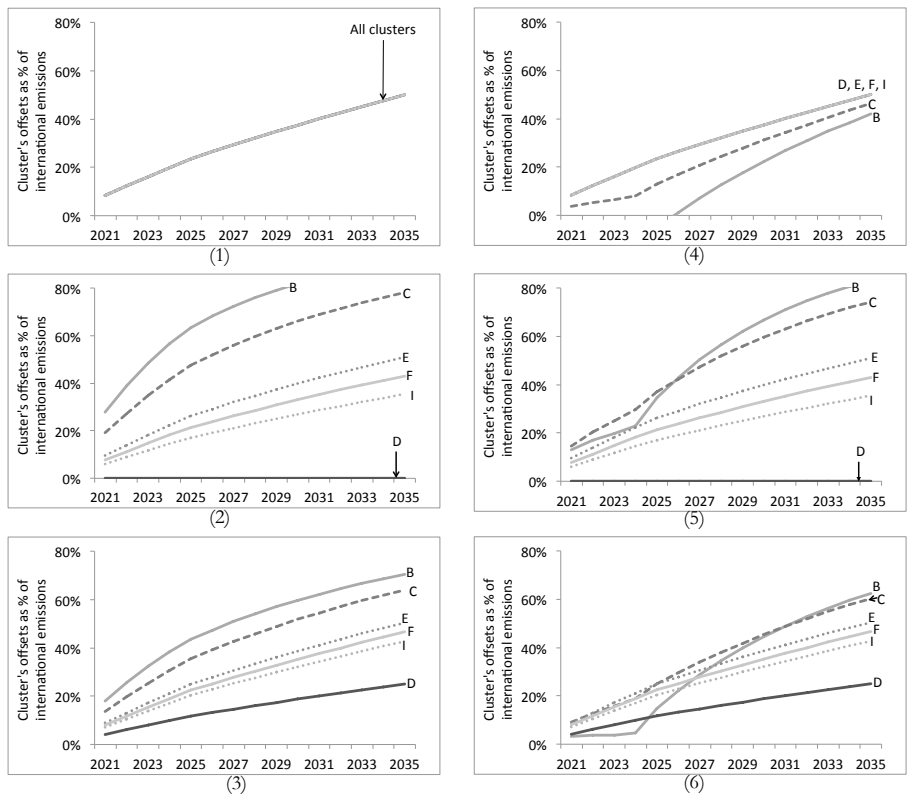 Cluster's offsets as % of
international emissions
80%
60%
40%
20%
0%
All clusters
2021 2023 2025 2027 2029 2031 2033 2035
(1)
Cluster's offsets as % of
international emissions
80%
60%
40%
20%
0%
D, E, F, I
C
B
2021 2023 2025 2027 2029 2031 2033 2035
(4)
Cluster's offsets as % of
international emissions
80%
60%
40%
20%
0%
B
C
E
F
I
D
2021 2023 2025 2027 2029 2031 2033 2035
(2)
Cluster's offsets as % of
international emissions
80%
60%
40%
20%
0%
B
C
E
F
I
D
2021 2023 2025 2027 2029 2031 2033 2035
(5)
Cluster's offsets as % of
international emissions
80%
60%
40%
20%
0%
B
C
E
F
I
D
2021 2023 2025 2027 2029 2031 2033 2035
(3)
Cluster's offsets as % of
international emissions
80%
60%
40%
20%
0%
B
C
E
F
I
D
2021 2023 2025 2027 2029 2031 2033 2035
(6)